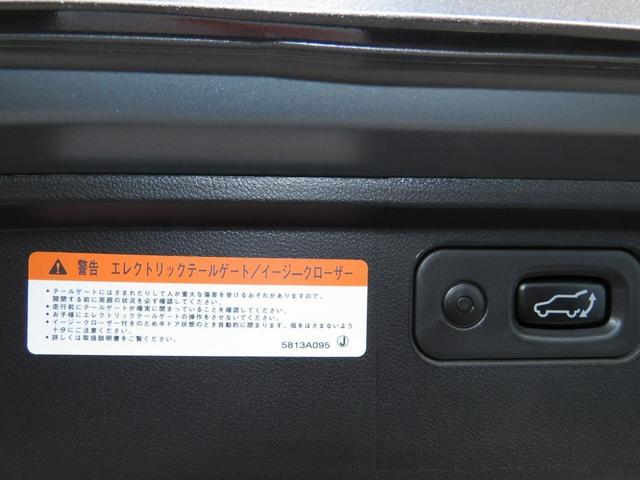 警告 エレクトリックテールゲート/イージークローザー
・テールゲートにはさまれたりして人が重大な傷害を受けるおそれがありますので、
開閉する前に周囲の状況を必ず確認してください。
・走行前にテールゲートが確実に閉まっていることを確認してください。
・お子様にはエレクトリックテールゲートの操作をさせないでください。
・イージークローザー付きのため半ドア状態のとき自動的に閉まります。指をはさまないよう
十分にご注意ください。
・詳しくは取扱説明書をご覧ください。
5813A095 J